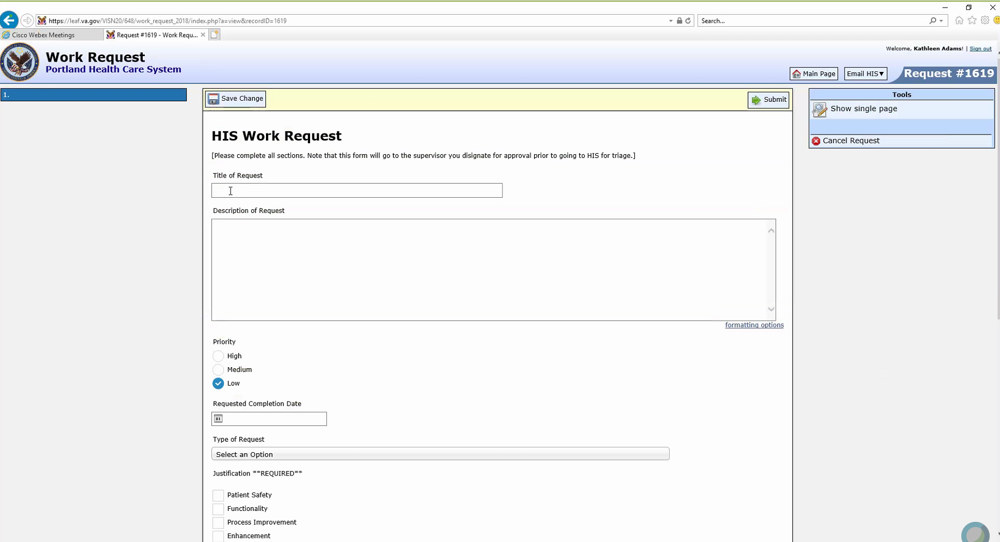 https://leaf.va.gov/VISN20/648/work_request_2018/index.php?a=view&recordID=1619
Search...
Cisco Webex Meetings
Request #1619 - Work Requ...
Welcome, Kathleen Adams! | Sign out
Work Request
Portland Health Care System
Main Page
Email HIS▼
Request #1619
1.
Save Change
Submit
Tools
Show single page
Cancel Request
HIS Work Request
[Please complete all sections. Note that this form will go to the supervisor you disignate for approval prior to going to HIS for triage.]
Title of Request
Description of Request
formatting options
Priority
High
Medium
Low
Requested Completion Date
31
Type of Request
Select an Option
Justification **REQUIRED**
Patient Safety
Functionality
Process Improvement
Enhancement